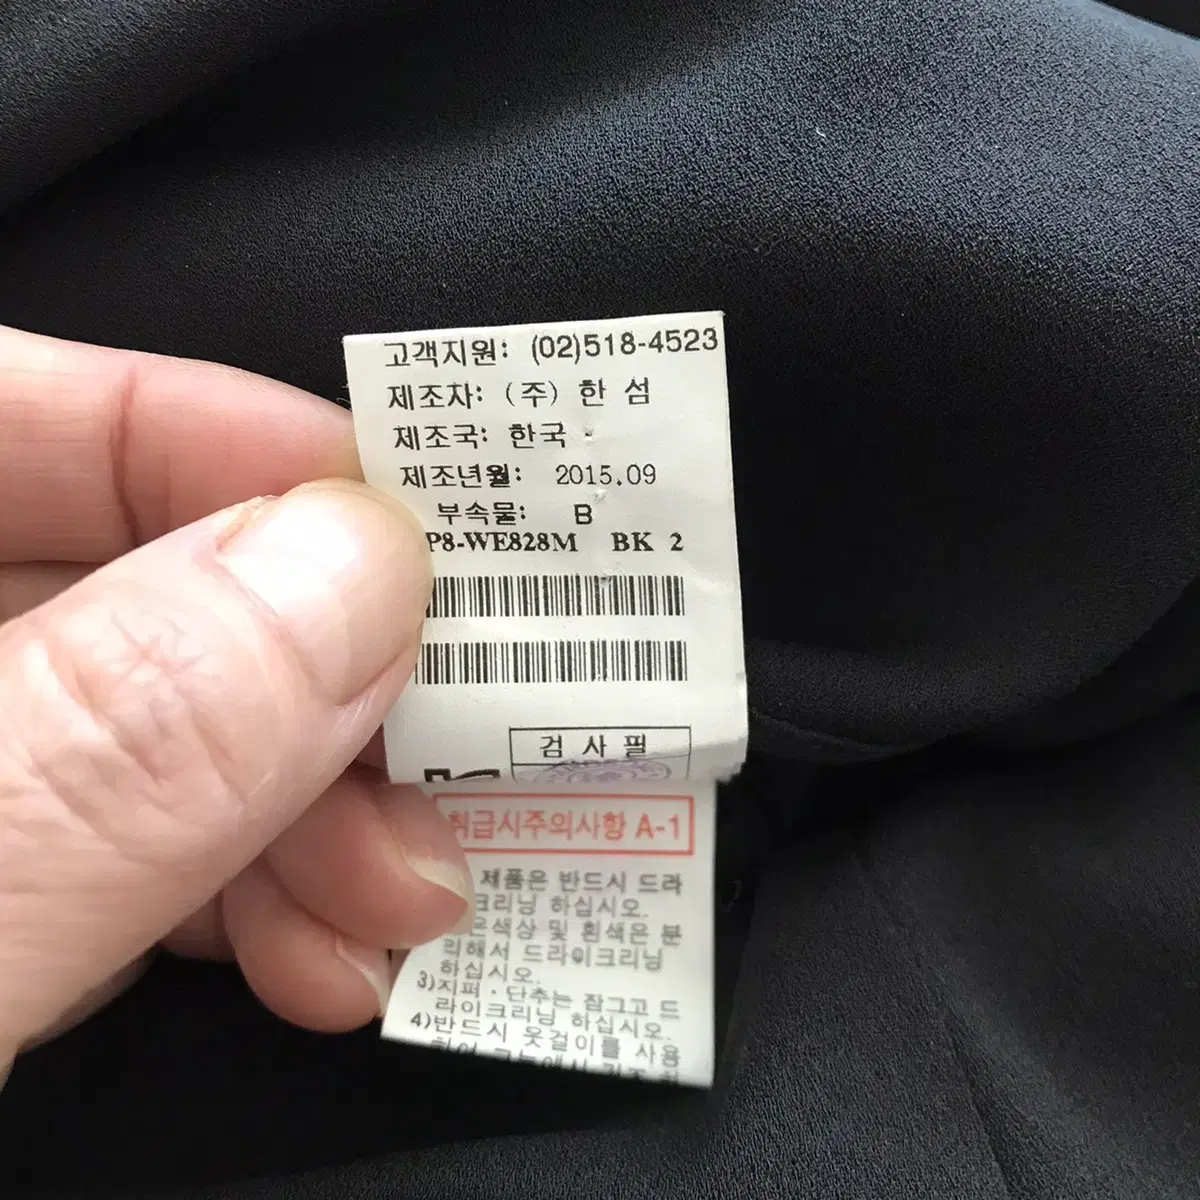 고객지원: (02)518-4523
제조자: (주) 한 섬
제조국: 한국
제조년월: 2015.09
부속물: B
P8-WE828M BK 2
검 사 필
취급시주의사항 A-1
제품은 반드시 드라
크리닝 하십시오.
은색상 및 흰색은 분
리해서 드라이크리닝
하십시오.
3)지퍼·단추는 잠그고 드
라이크리닝 하십시오.
4)반드시 옷걸이를 사용